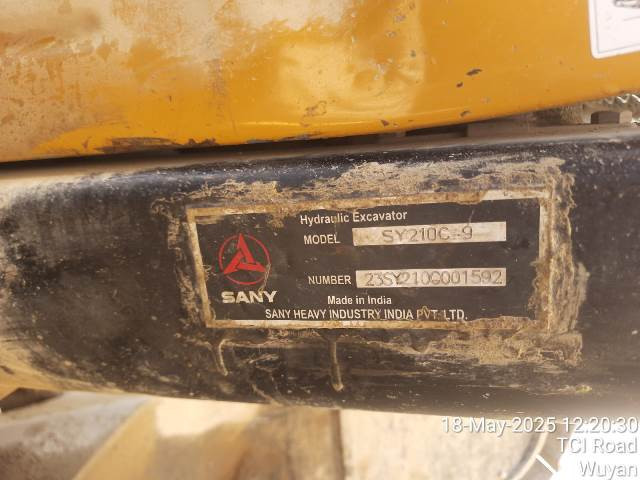 Hydraulic Excavator
MODEL SY210C-9
NUMBER 23SY210C001592
SANY
Made in India
SANY HEAVY INDUSTRY INDIA PVT. LTD.
18-May-2025 12:20:30
TCI Road
Wuyan